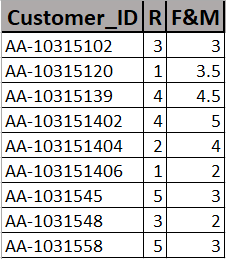 Customer_ID R F&M
AA-10315102 3 3
AA-10315120 1 3.5
AA-10315139 4 4.5
AA-103151402 4 5
AA-103151404 2 4
AA-103151406 1 2
AA-1031545 5 3
AA-1031548 3 2
AA-1031558 5 3